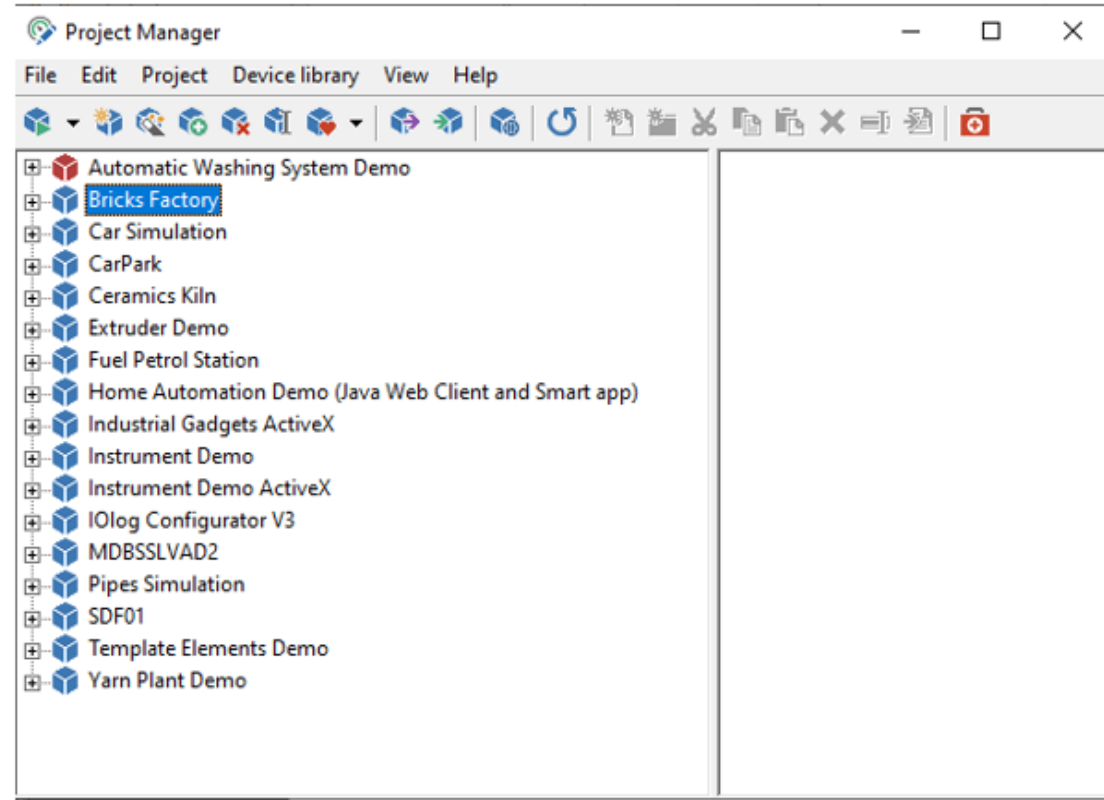 Project Manager
File Edit Project Device library View Help
Automatic Washing System Demo
Bricks Factory
Car Simulation
CarPark
Ceramics Kiln
Extruder Demo
Fuel Petrol Station
Home Automation Demo (Java Web Client and Smart app)
Industrial Gadgets ActiveX
Instrument Demo
Instrument Demo ActiveX
IOlog Configurator V3
MDBSSLVAD2
Pipes Simulation
SDF01
Template Elements Demo
Yarn Plant Demo